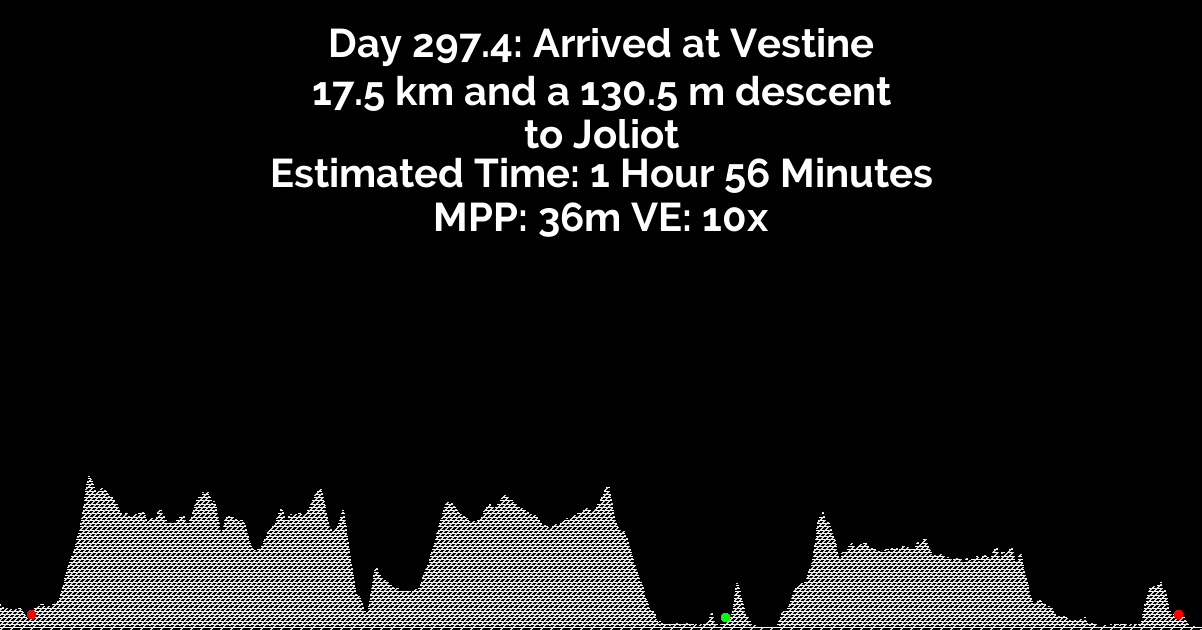 Day 297.4: Arrived at Vestine
17.5 km and a 130.5 m descent
to Joliot
Estimated Time: 1 Hour 56 Minutes
MPP: 36m VE: 10x